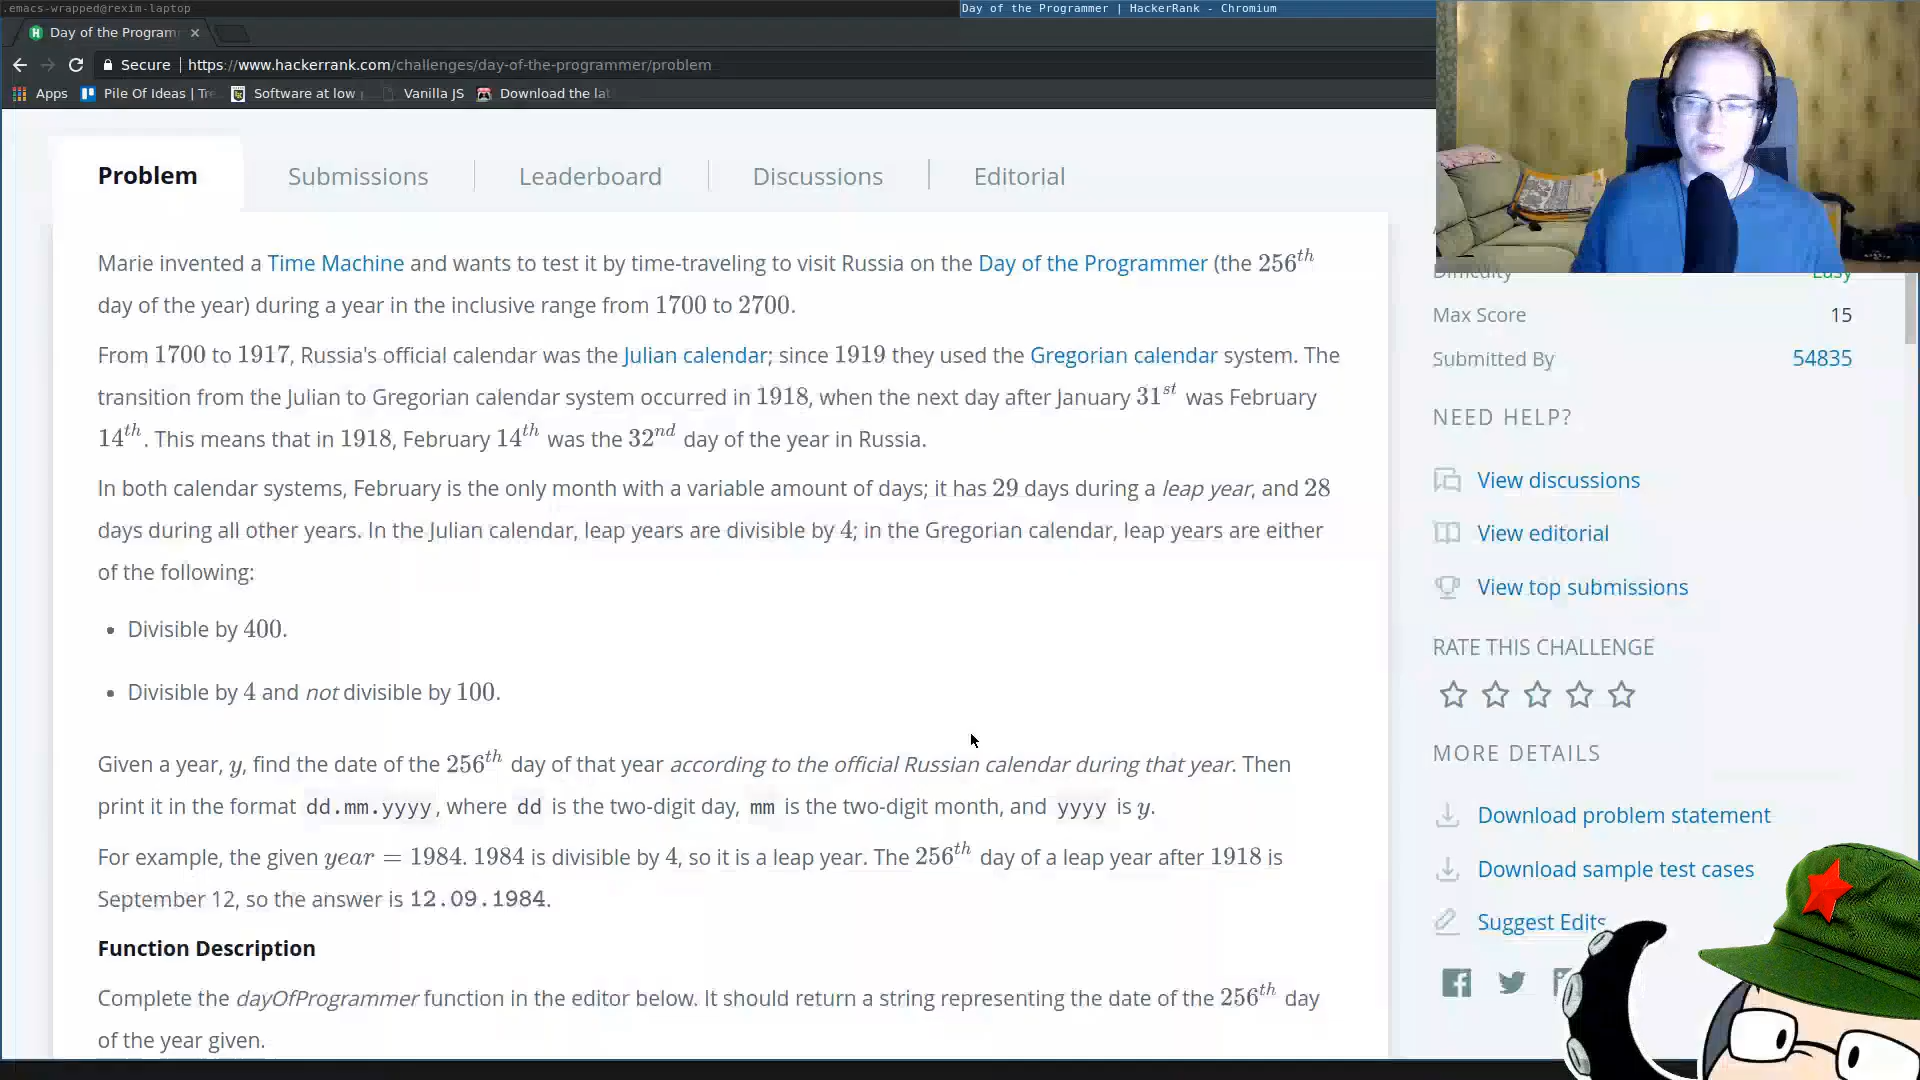 .emacs-wrapped@rexim-laptop
Day of the Programmer | HackerRank - Chromium
Day of the Program
Secure | https://www.hackerrank.com/challenges/day-of-the-programmer/problem
Apps Pile Of Ideas | Tre Software at low Vanilla JS Download the lat
Problem Submissions Leaderboard Discussions Editorial
Marie invented a Time Machine and wants to test it by time-traveling to visit Russia on the Day of the Programmer (the 256th
day of the year) during a year in the inclusive range from 1700 to 2700.
From 1700 to 1917, Russia's official calendar was the Julian calendar; since 1919 they used the Gregorian calendar system. The
transition from the Julian to Gregorian calendar system occurred in 1918, when the next day after January 31st was February
14th. This means that in 1918, February 14th was the 32nd day of the year in Russia.
In both calendar systems, February is the only month with a variable amount of days; it has 29 days during a leap year, and 28
days during all other years. In the Julian calendar, leap years are divisible by 4; in the Gregorian calendar, leap years are either
of the following:
• Divisible by 400.
• Divisible by 4 and not divisible by 100.
Given a year, y, find the date of the 256th day of that year according to the official Russian calendar during that year. Then
print it in the format dd.mm.yyyy, where dd is the two-digit day, mm is the two-digit month, and yyyy is y.
For example, the given year = 1984. 1984 is divisible by 4, so it is a leap year. The 256th day of a leap year after 1918 is
September 12, so the answer is 12.09.1984.
Function Description
Complete the dayOfProgrammer function in the editor below. It should return a string representing the date of the 256th day
of the year given.
Difficulty Easy
Max Score 15
Submitted By 54835
NEED HELP?
View discussions
View editorial
View top submissions
RATE THIS CHALLENGE
MORE DETAILS
Download problem statement
Download sample test cases
Suggest Edits